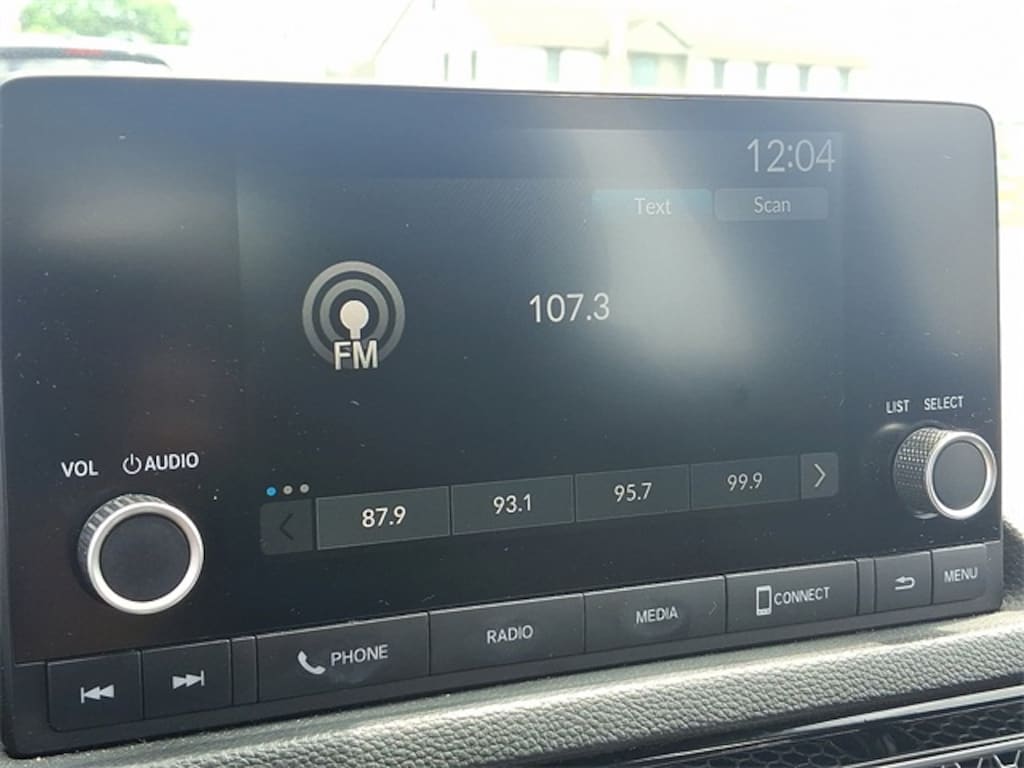 12:04
Text Scan
107.3
FM
LIST SELECT
VOL AUDIO
87.9 93.1 95.7 99.9
PHONE RADIO MEDIA CONNECT MENU